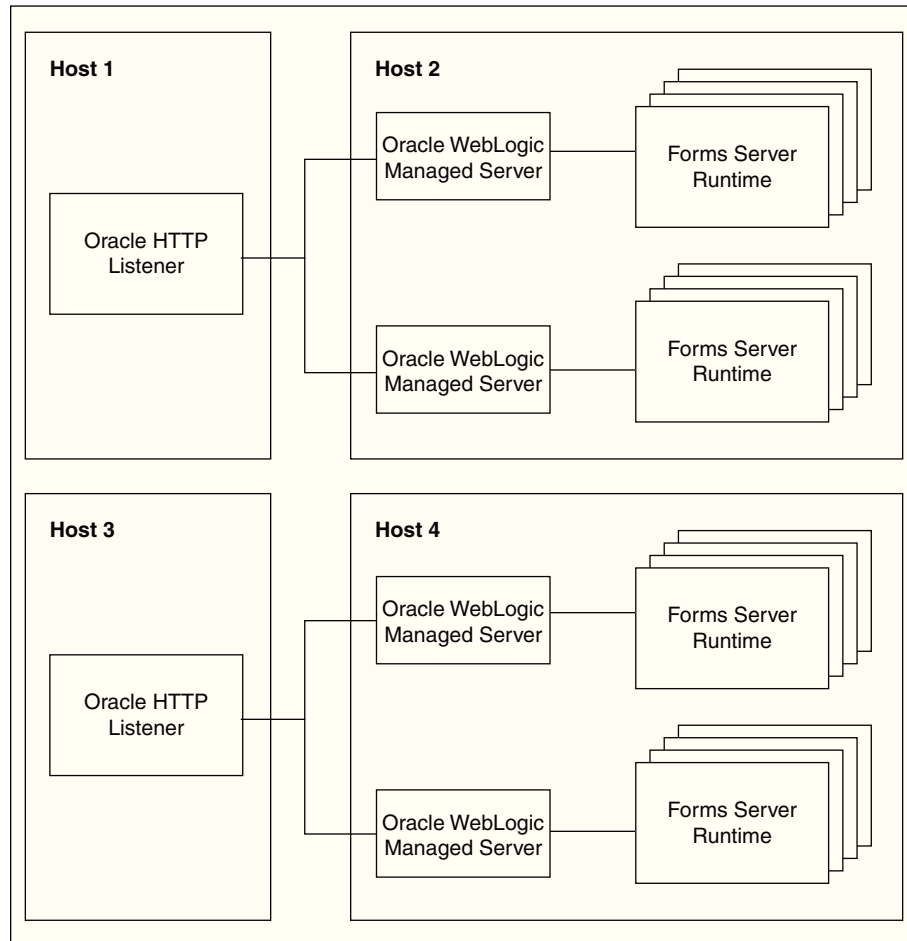 Host 1
Oracle HTTP
Listener
Host 2
Oracle WebLogic
Managed Server
Forms Server
Runtime
Oracle WebLogic
Managed Server
Forms Server
Runtime
Host 3
Oracle HTTP
Listener
Host 4
Oracle WebLogic
Managed Server
Forms Server
Runtime
Oracle WebLogic
Managed Server
Forms Server
Runtime